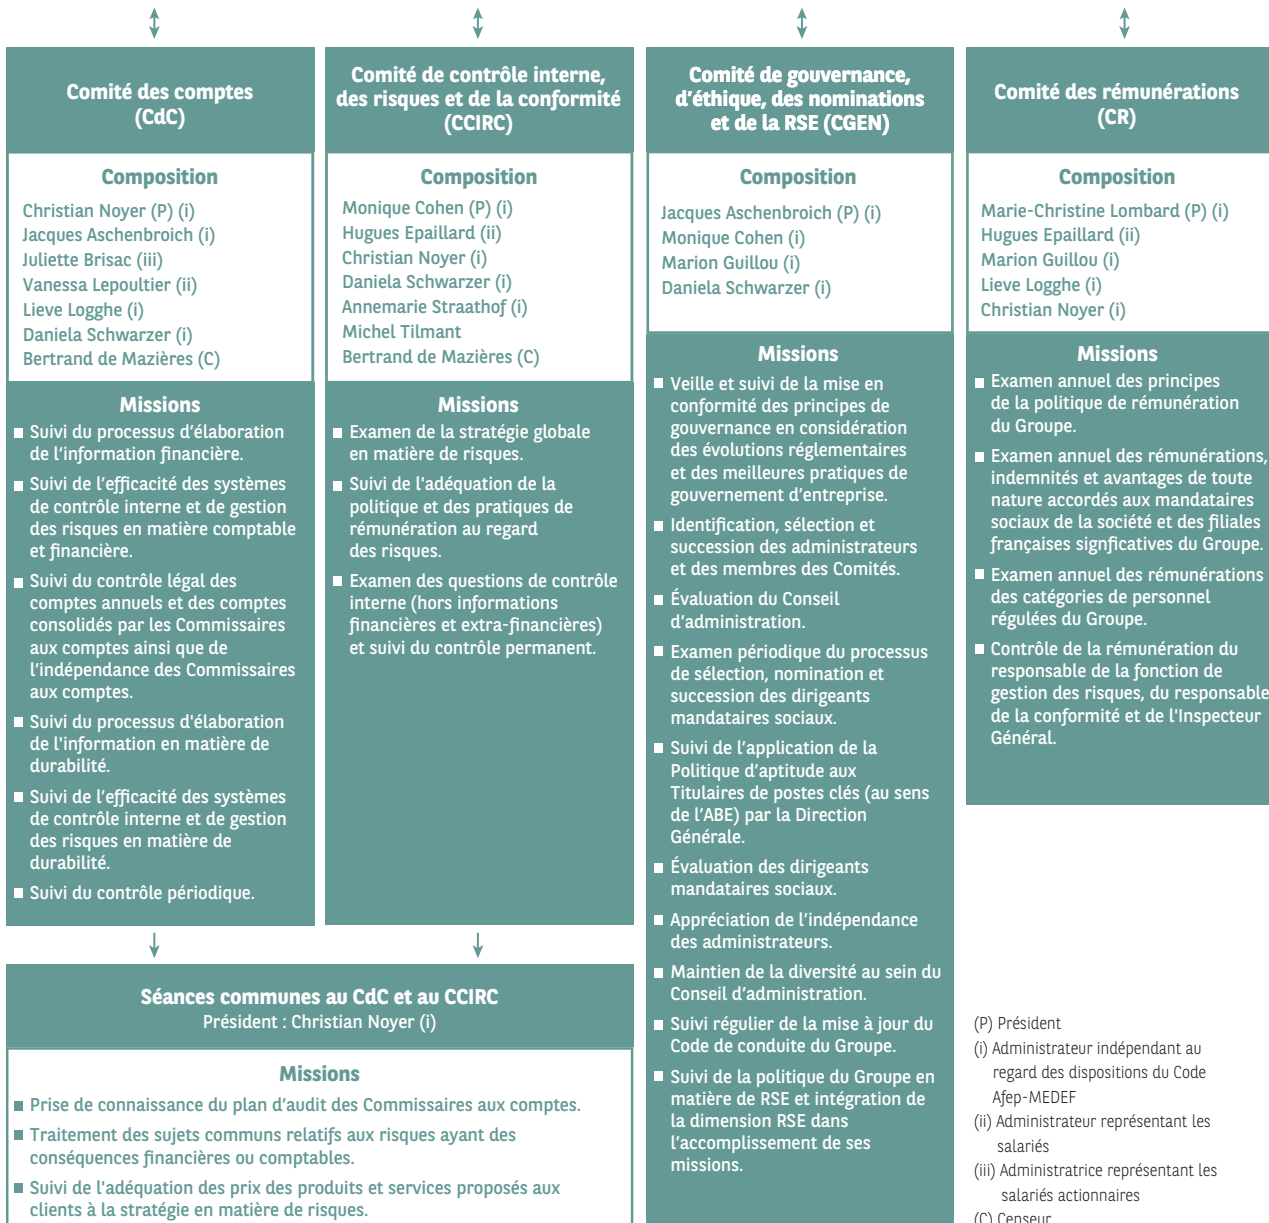 Comité des comptes
(CdC)
Composition
Christian Noyer (P) (i)
Jacques Aschenbroich (i)
Juliette Brisac (iii)
Vanessa Lepoultier (ii)
Lieve Logghe (i)
Daniela Schwarzer (i)
Bertrand de Mazières (C)
Missions
■ Suivi du processus d'élaboration
de l'information financière.
■ Suivi de l'efficacité des systèmes
de contrôle interne et de gestion
des risques en matière comptable
et financière.
■ Suivi du contrôle légal des
comptes annuels et des comptes
consolidés par les Commissaires
aux comptes ainsi que de
l'indépendance des Commissaires
aux comptes.
■ Suivi du processus d'élaboration
de l'information en matière de
durabilité.
■ Suivi de l'efficacité des systèmes
de contrôle interne et de gestion
des risques en matière de
durabilité.
■ Suivi du contrôle périodique.
Comité de contrôle interne,
des risques et de la conformité
(CCIRC)
Composition
Monique Cohen (P) (i)
Hugues Epaillard (ii)
Christian Noyer (i)
Daniela Schwarzer (i)
Annemarie Straathof (i)
Michel Tilmant
Bertrand de Mazières (C)
Missions
■ Examen de la stratégie globale
en matière de risques.
■ Suivi de l'adéquation de la
politique et des pratiques de
rémunération au regard
des risques.
■ Examen des questions de contrôle
interne (hors informations
financières et extra-financières)
et suivi du contrôle permanent.
Séances communes au CdC et au CCIRC
Président : Christian Noyer (i)
Missions
■ Prise de connaissance du plan d'audit des Commissaires aux comptes.
■ Traitement des sujets communs relatifs aux risques ayant des
conséquences financières ou comptables.
■ Suivi de l'adéquation des prix des produits et services proposés aux
clients à la stratégie en matière de risques.
Comité de gouvernance,
d'éthique, des nominations
et de la RSE (CGEN)
Composition
Jacques Aschenbroich (P) (i)
Monique Cohen (i)
Marion Guillou (i)
Daniela Schwarzer (i)
Missions
■ Veille et suivi de la mise en
conformité des principes de
gouvernance en considération
des évolutions réglementaires
et des meilleures pratiques de
gouvernement d'entreprise.
■ Identification, sélection et
succession des administrateurs
et des membres des Comités.
■ Évaluation du Conseil
d'administration.
■ Examen périodique du processus
de sélection, nomination et
succession des dirigeants
mandataires sociaux.
■ Suivi de l'application de la
Politique d'aptitude aux
Titulaires de postes clés (au sens
de l'ABE) par la Direction
Générale.
■ Évaluation des dirigeants
mandataires sociaux.
■ Appréciation de l'indépendance
des administrateurs.
■ Maintien de la diversité au sein du
Conseil d'administration.
■ Suivi régulier de la mise à jour du
Code de conduite du Groupe.
■ Suivi de la politique du Groupe en
matière de RSE et intégration de
la dimension RSE dans
l'accomplissement de ses
missions.
Comité des rémunérations
(CR)
Composition
Marie-Christine Lombard (P) (i)
Hugues Epaillard (ii)
Marion Guillou (i)
Lieve Logghe (i)
Christian Noyer (i)
Missions
■ Examen annuel des principes
de la politique de rémunération
du Groupe.
■ Examen annuel des rémunérations,
indemnités et avantages de toute
nature accordés aux mandataires
sociaux de la société et des filiales
françaises signficatives du Groupe.
■ Examen annuel des rémunérations
des catégories de personnel
régulées du Groupe.
■ Contrôle de la rémunération du
responsable de la fonction de
gestion des risques, du responsable
de la conformité et de l'Inspecteur
Général.
(P) Président
(i) Administrateur indépendant au
regard des dispositions du Code
Afep-MEDEF
(ii) Administrateur représentant les
salariés
(iii) Administratrice représentant les
salariés actionnaires
(C) Censeur